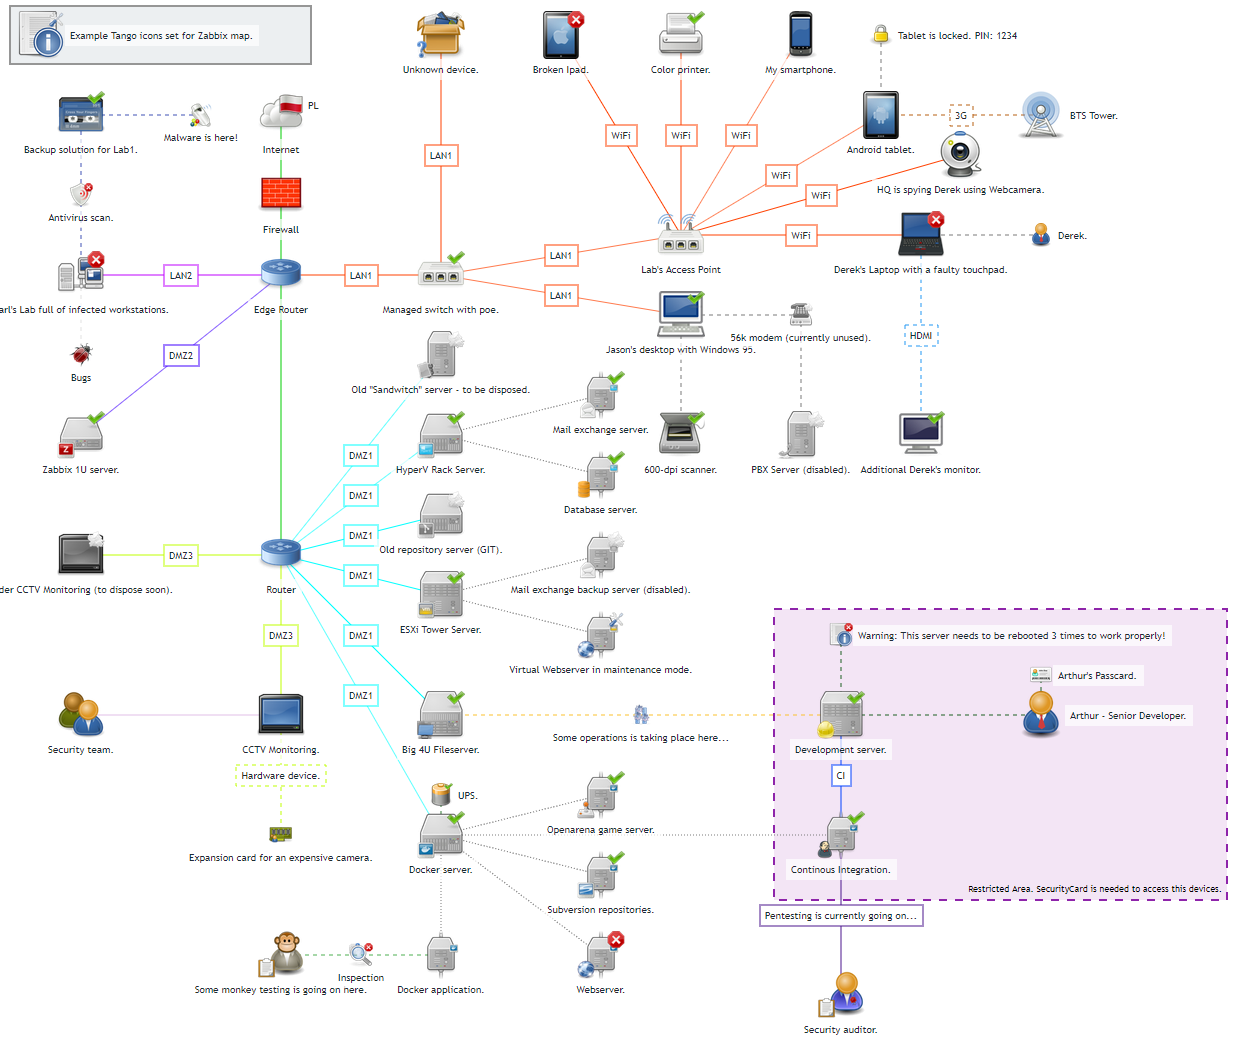 Example Tango icons set for Zabbix map.
Unknown device.
Broken Ipad.
Color printer.
My smartphone.
Tablet is locked. PIN: 1234
PL
Malware is here!
Backup solution for Lab1.
Internet
LAN1
WiFi
WiFi
WiFi
Android tablet.
3G
BTS Tower.
WiFi
WiFi
HQ is spying Derek using Webcamera.
Antivirus scan.
Firewall
WiFi
Derek.
LAN2
LAN1
LAN1
Lab's Access Point
Derek's Laptop with a faulty touchpad.
arl's Lab full of infected workstations.
Edge Router
Managed switch with poe.
LAN1
56k modem (currently unused).
HDMI
Jason's desktop with Windows 95.
DMZ2
Bugs
Old "Sandwitch" server - to be disposed.
Mail exchange server.
Z
Zabbix 1U server.
DMZ1
HyperV Rack Server.
600-dpi scanner.
PBX Server (disabled).
Additional Derek's monitor.
DMZ1
Database server.
DMZ1
Old repository server (GIT).
DMZ3
der CCTV Monitoring (to dispose soon).
Router
DMZ1
Mail exchange backup server (disabled).
ESXi Tower Server.
DMZ3
DMZ1
Warning: This server needs to be rebooted 3 times to work properly!
Virtual Webserver in maintenance mode.
Arthur's Passcard.
DMZ1
Arthur - Senior Developer.
Security team.
CCTV Monitoring.
Big 4U Fileserver.
Some operations is taking place here...
Development server.
Hardware device.
CI
UPS.
Openarena game server.
Expansion card for an expensive camera.
Docker server.
Continous Integration.
Restricted Area. SecurityCard is needed to access this devices.
Subversion repositories.
Pentesting is currently going on...
Inspection
Some monkey testing is going on here.
Docker application.
Webserver.
Security auditor.